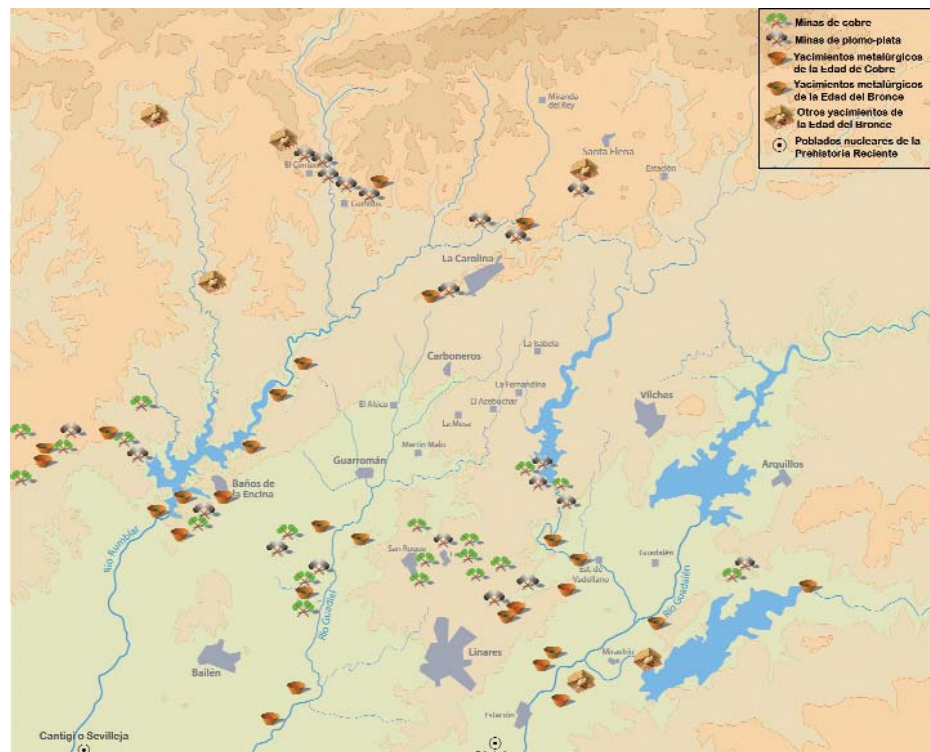 Minas de cobre
Minas de plomo-plata
Yacimientos metalúrgicos
de la Edad de Cobre
Yacimientos metalúrgicos
de la Edad del Bronce
Otros yacimientos de
la Edad del Bronce
Poblados nucleares de la
Prehistoria Reciente
Miranda
del Rey
Santa Elena
Estación
El Centenillo
La Carolina
La Isabela
Carboneros
La Fernandina
El Acebuchar
El Altico
La Mesa
Vilches
Martín Malo
Guarromán
Arquillos
Baños de
la Encina
Río Rumblar
San Roque
Guadalén
Est. de
Vadollano
Río Guadiel
Río Guadalén
Linares
Miraelrío
Bailén
Estación
Cantigi o Sevilleja